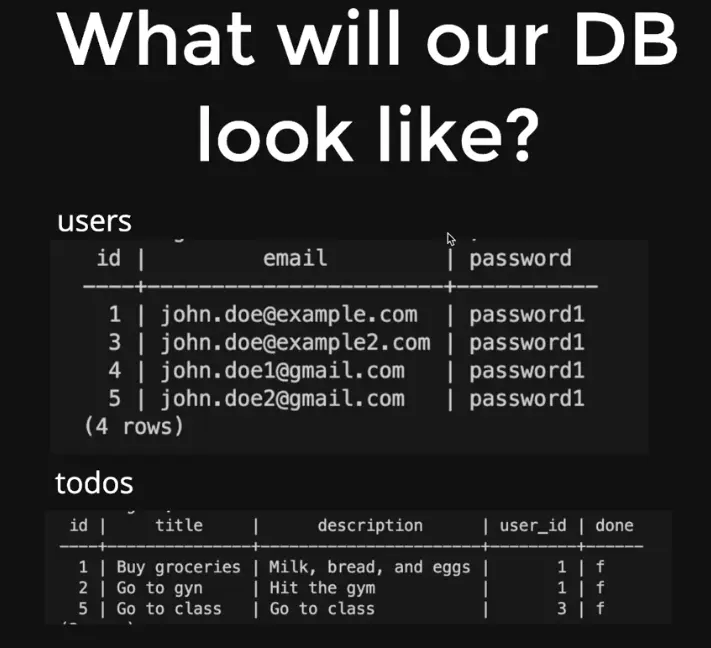 What will our DB
look like?
users
id | email | password
----+------------------------+-----------
1 | john.doe@example.com | password1
3 | john.doe@example2.com | password1
4 | john.doe1@gmail.com | password1
5 | john.doe2@gmail.com | password1
(4 rows)
todos
id | title | description | user_id | done
----+---------------+------------------------+---------+------
1 | Buy groceries | Milk, bread, and eggs | 1 | f
2 | Go to gyn | Hit the gym | 1 | f
5 | Go to class | Go to class | 3 | f